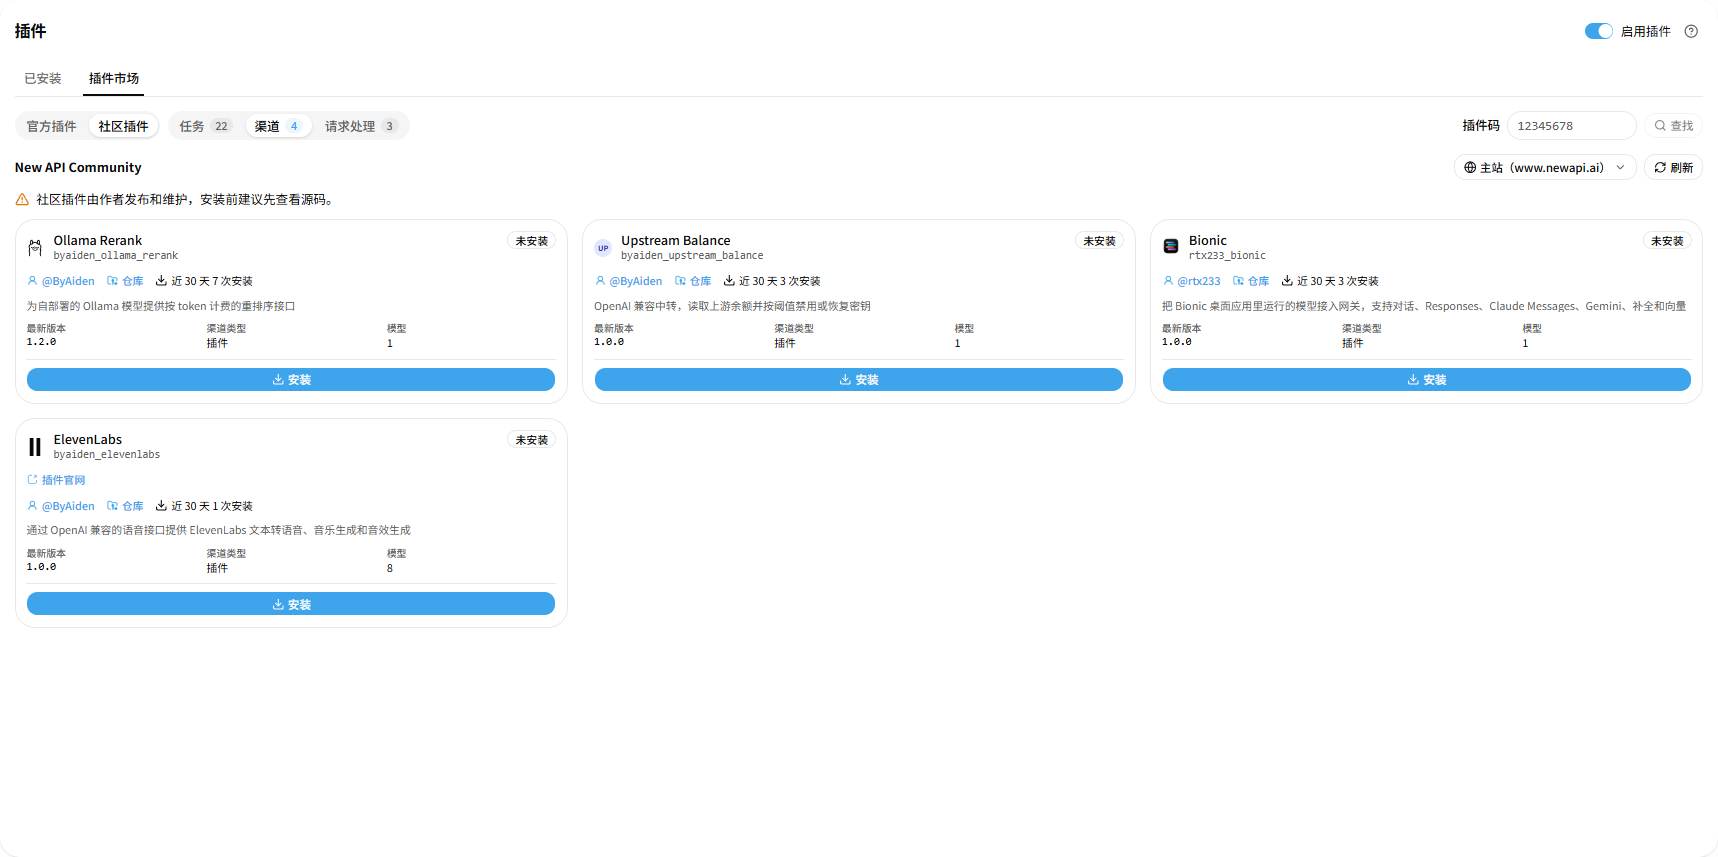 插件
启用插件
已安装
插件市场
官方插件
社区插件
任务 22
渠道 4
请求处理 3
插件码
12345678
查找
New API Community
主站（www.newapi.ai）
刷新
社区插件由作者发布和维护，安装前建议先查看源码。
Ollama Rerank
未安装
byaiden_ollama_rerank
@ByAiden 仓库 近 30 天 7 次安装
为自部署的 Ollama 模型提供按 token 计费的重排序接口
最新版本 渠道类型 模型
1.2.0 插件 1
安装
UP
Upstream Balance
未安装
byaiden_upstream_balance
@ByAiden 仓库 近 30 天 3 次安装
OpenAI 兼容中转，读取上游余额并按阈值禁用或恢复密钥
最新版本 渠道类型 模型
1.0.0 插件 1
安装
Bionic
未安装
rtx233_bionic
@rtx233 仓库 近 30 天 3 次安装
把 Bionic 桌面应用里运行的模型接入网关，支持对话、Responses、Claude Messages、Gemini、补全和向量
最新版本 渠道类型 模型
1.0.0 插件 1
安装
ElevenLabs
未安装
byaiden_elevenlabs
插件官网
@ByAiden 仓库 近 30 天 1 次安装
通过 OpenAI 兼容的语音接口提供 ElevenLabs 文本转语音、音乐生成和音效生成
最新版本 渠道类型 模型
1.0.0 插件 8
安装